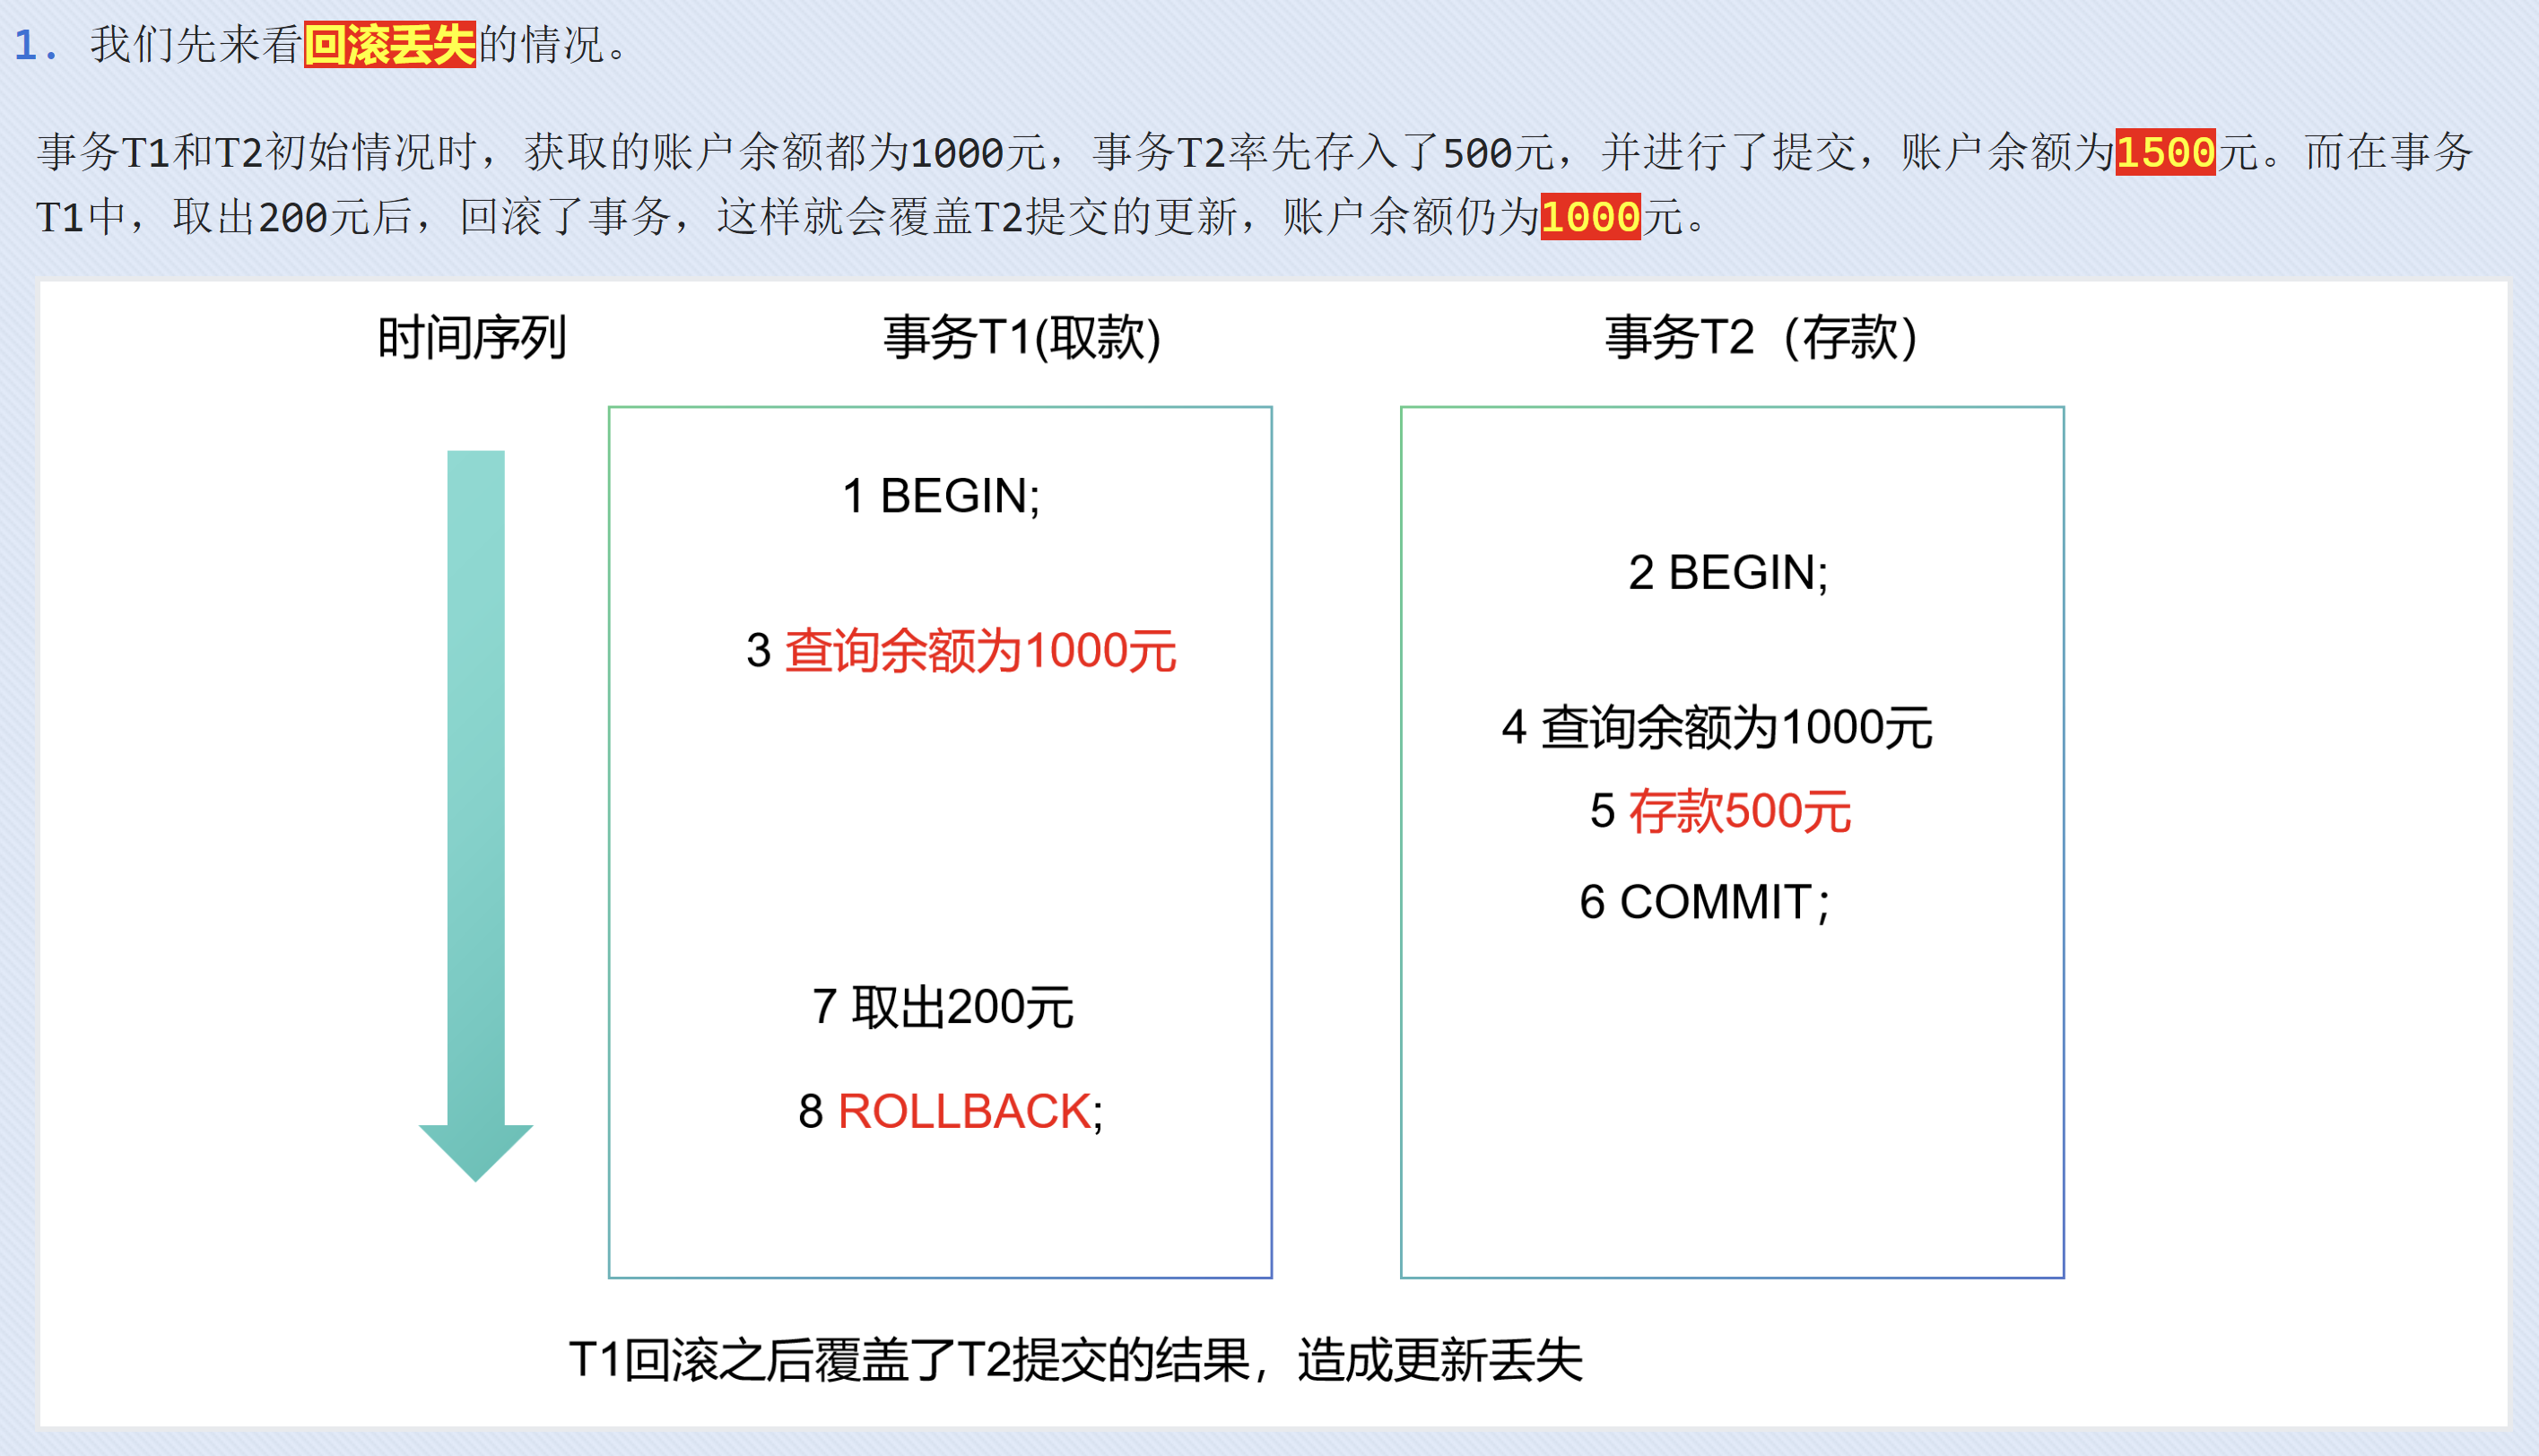 1. 我们先来看回滚丢失的情况。
事务T1和T2初始情况时，获取的账户余额都为1000元，事务T2率先存入了500元，并进行了提交，账户余额为1500元。而在事务
T1中，取出200元后，回滚了事务，这样就会覆盖T2提交的更新，账户余额仍为1000元。
时间序列 事务T1(取款) 事务T2（存款）
1 BEGIN;
2 BEGIN;
3 查询余额为1000元
4 查询余额为1000元
5 存款500元
6 COMMIT；
7 取出200元
8 ROLLBACK;
T1回滚之后覆盖了T2提交的结果，造成更新丢失